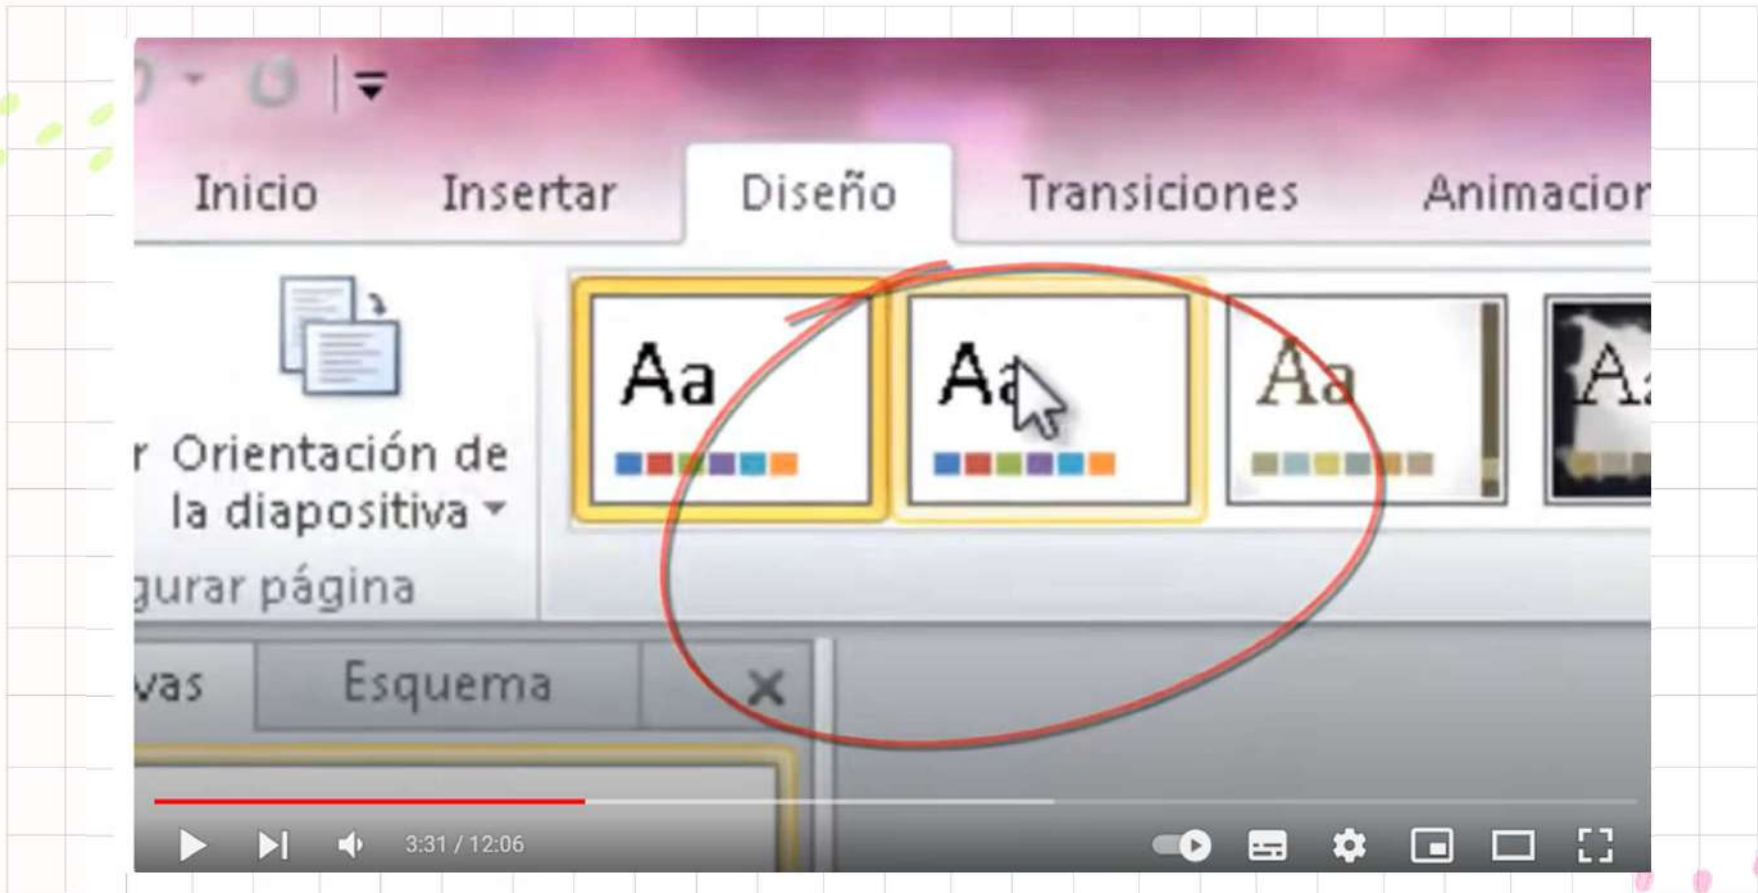 Inicio Insertar Diseño Transiciones Animacion
Aa Aa Aa A
r Orientación de
la diapositiva
gurar página
vas Esquema
3:31 / 12:06